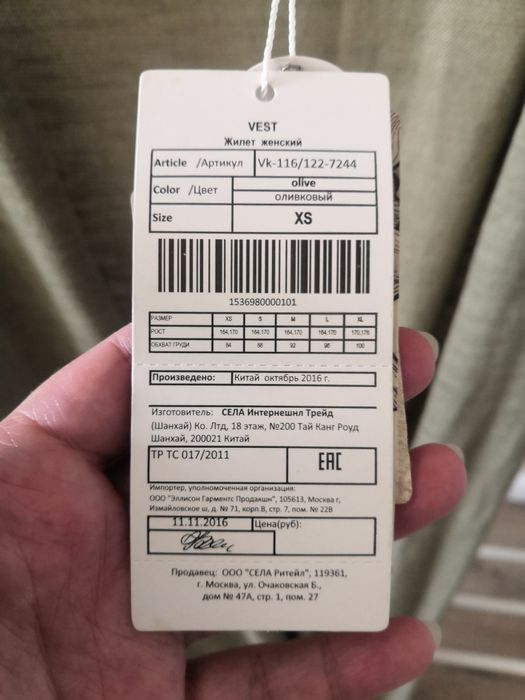 VEST
Жилет женский
Article /Артикул Vk-116/122-7244
Color /Цвет olive
оливковый
Size XS
1536980000101
РАЗМЕР XS S M L XL
РОСТ 164,170 164,170 164,170 164,170 170,176
ОБХВАТ ГРУДИ 84 88 92 96 100
Произведено: Китай октябрь 2016 г.
Изготовитель: СЕЛА Интернешнл Трейд
(Шанхай) Ко. Лтд, 18 этаж, №200 Тай Канг Роуд
Шанхай, 200021 Китай
ТР ТС 017/2011 ЕАС
Импортер, уполномоченная организация:
ООО "Эллисон Гарментс Продакшн", 105613, Москва г,
Измайловское ш, д. № 71, корп.В, стр. 7, пом. № 22В
11.11.2016 Цена(руб):
Продавец: ООО "СЕЛА Ритейл", 119361,
г. Москва, ул. Очаковская Б.,
дом № 47А, стр. 1, пом. 27